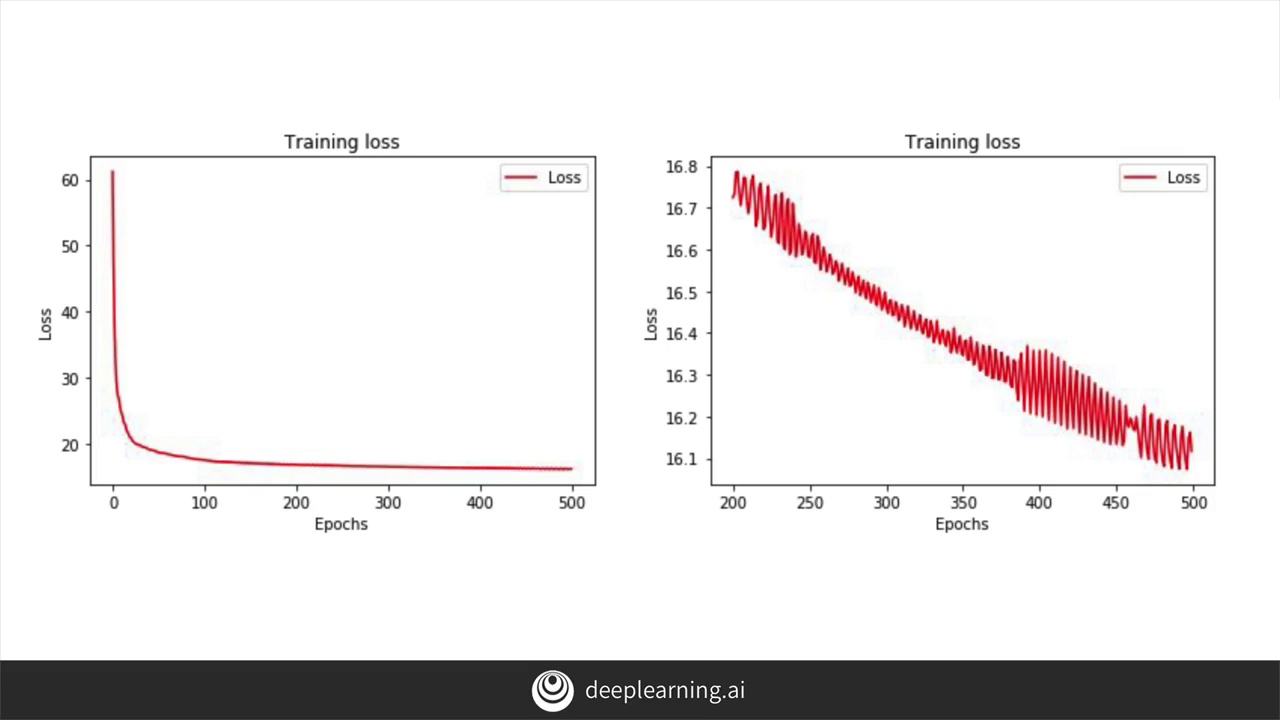 Training loss
Loss
60
50
40
30
20
Loss
0 100 200 300 400 500
Epochs
Training loss
Loss
16.8
16.7
16.6
16.5
16.4
16.3
16.2
16.1
Loss
200 250 300 350 400 450 500
Epochs
deeplearning.ai